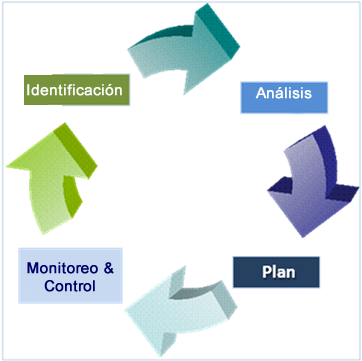 Identificación
Análisis
Plan
Monitoreo &
Control